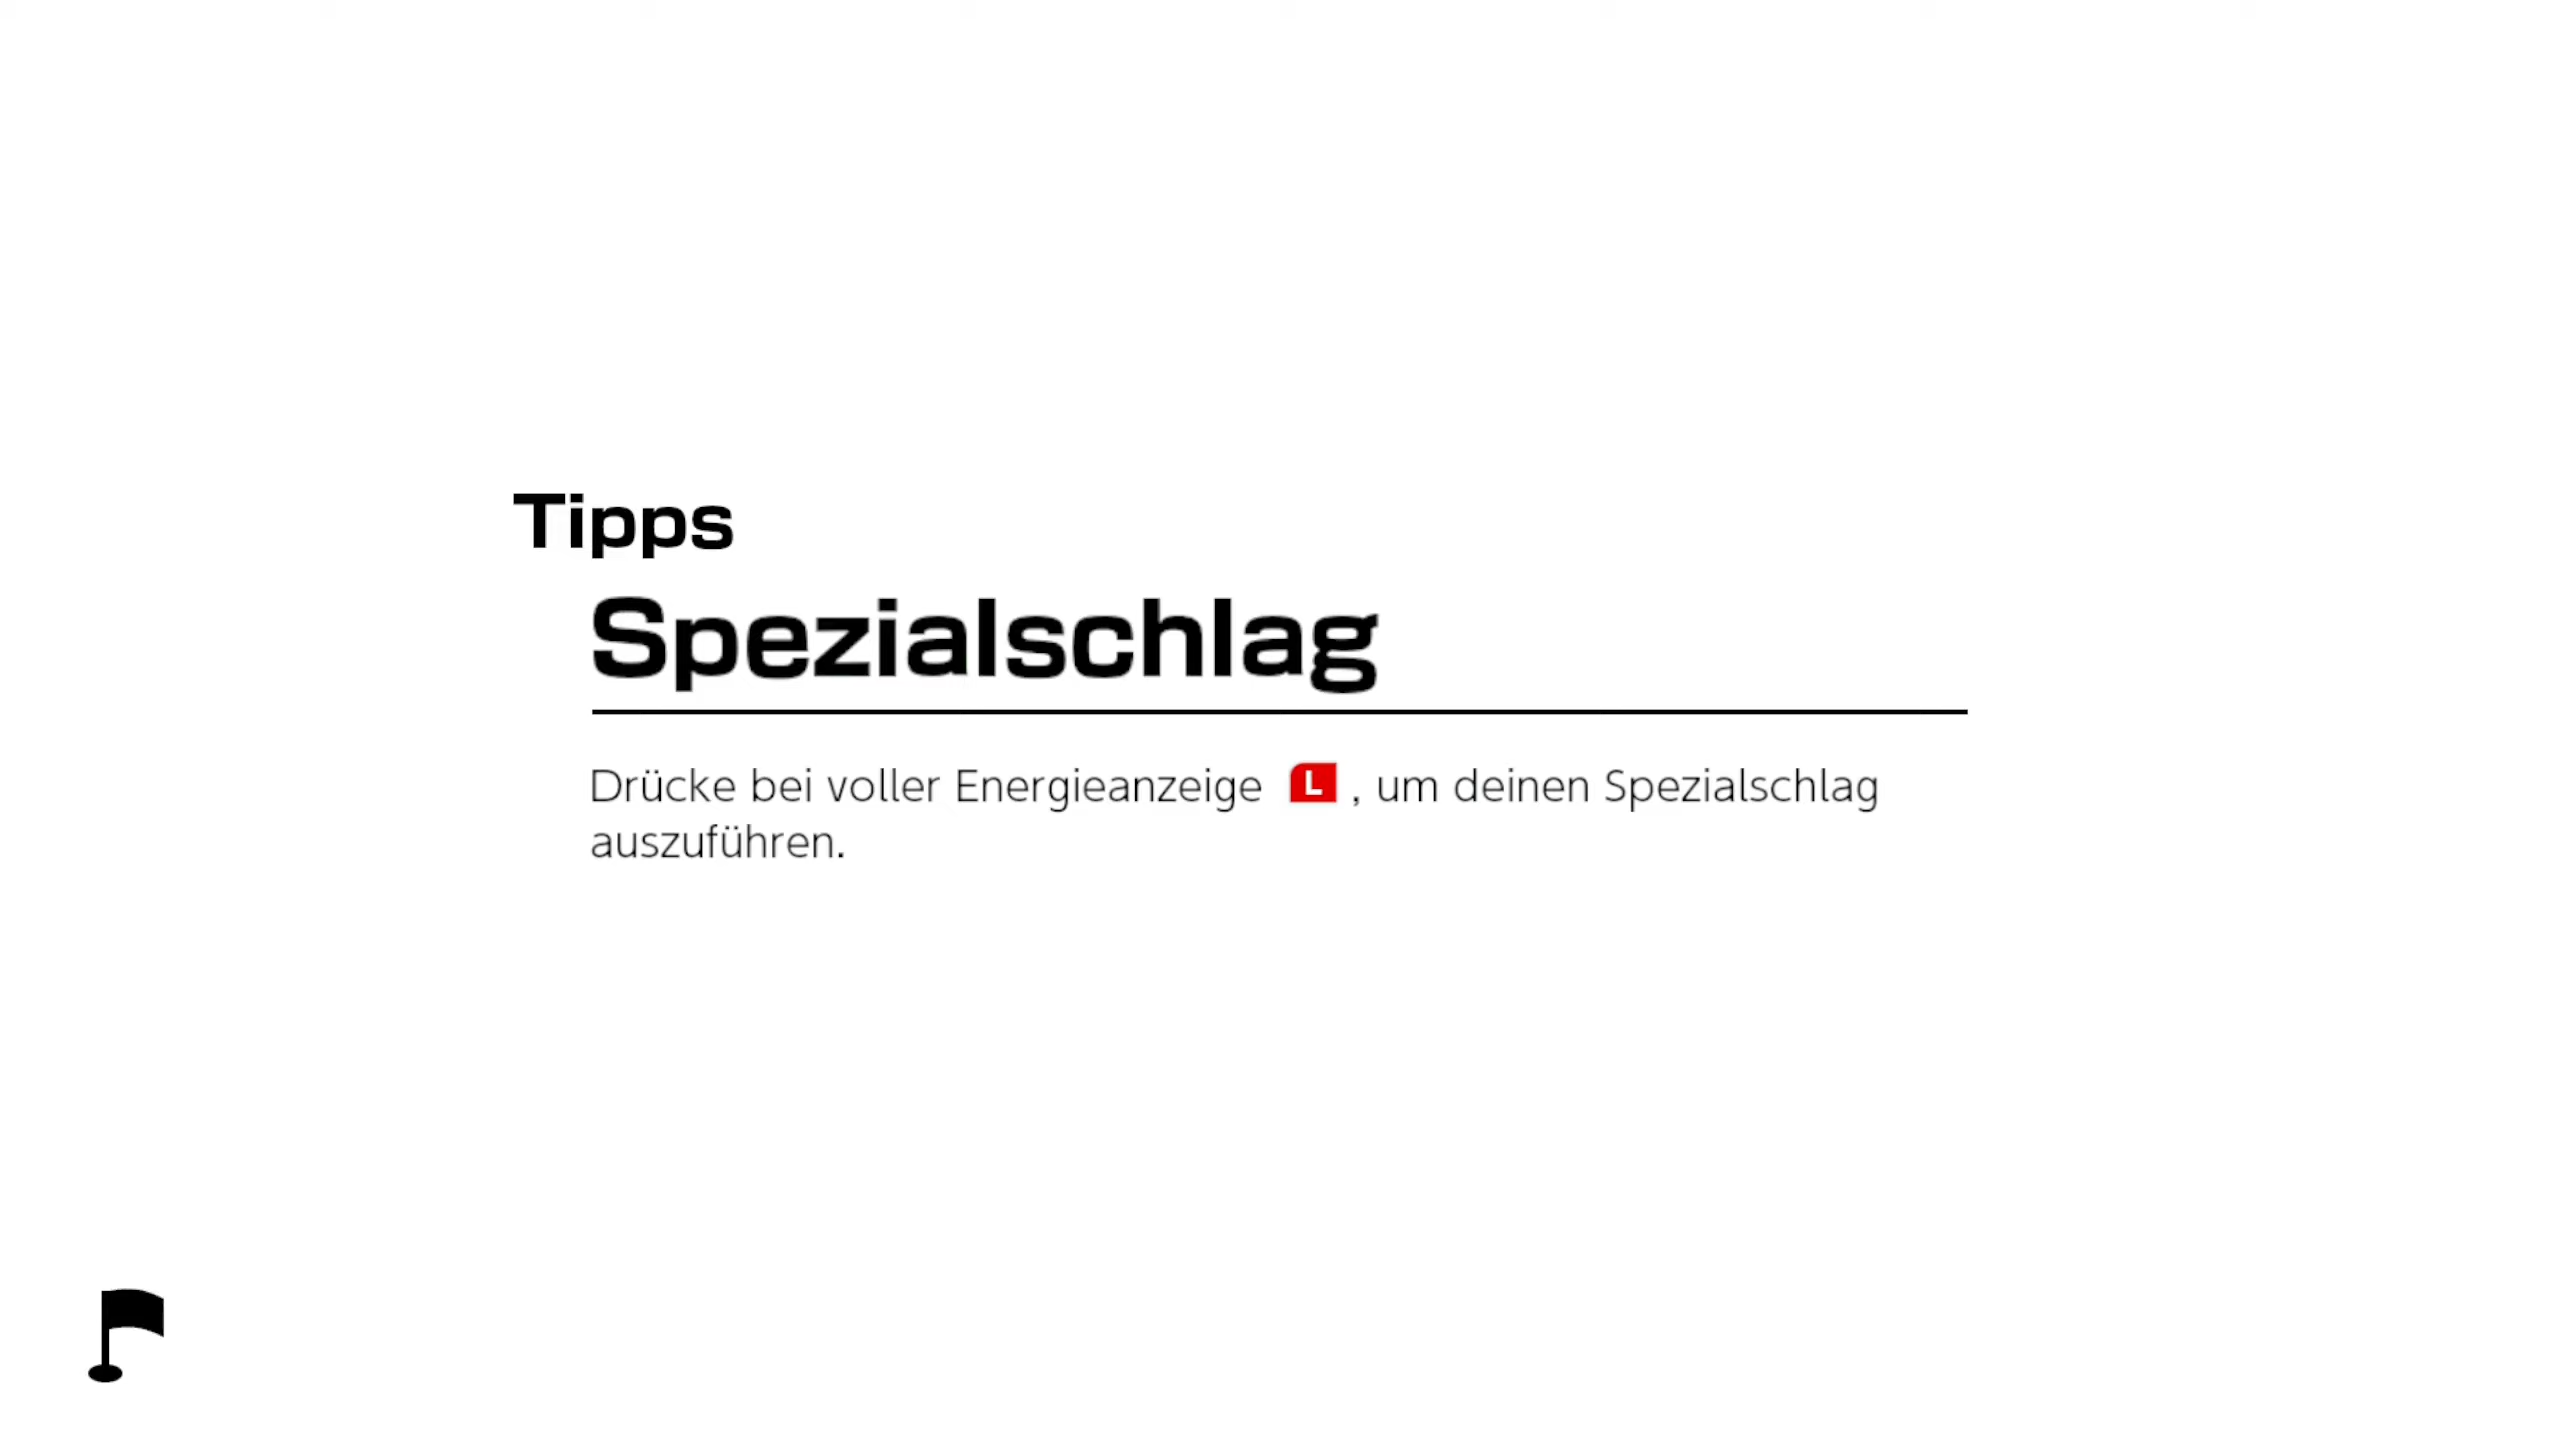 Tipps
Spezialschlag
Drücke bei voller Energieanzeige L , um deinen Spezialschlag
auszuführen.